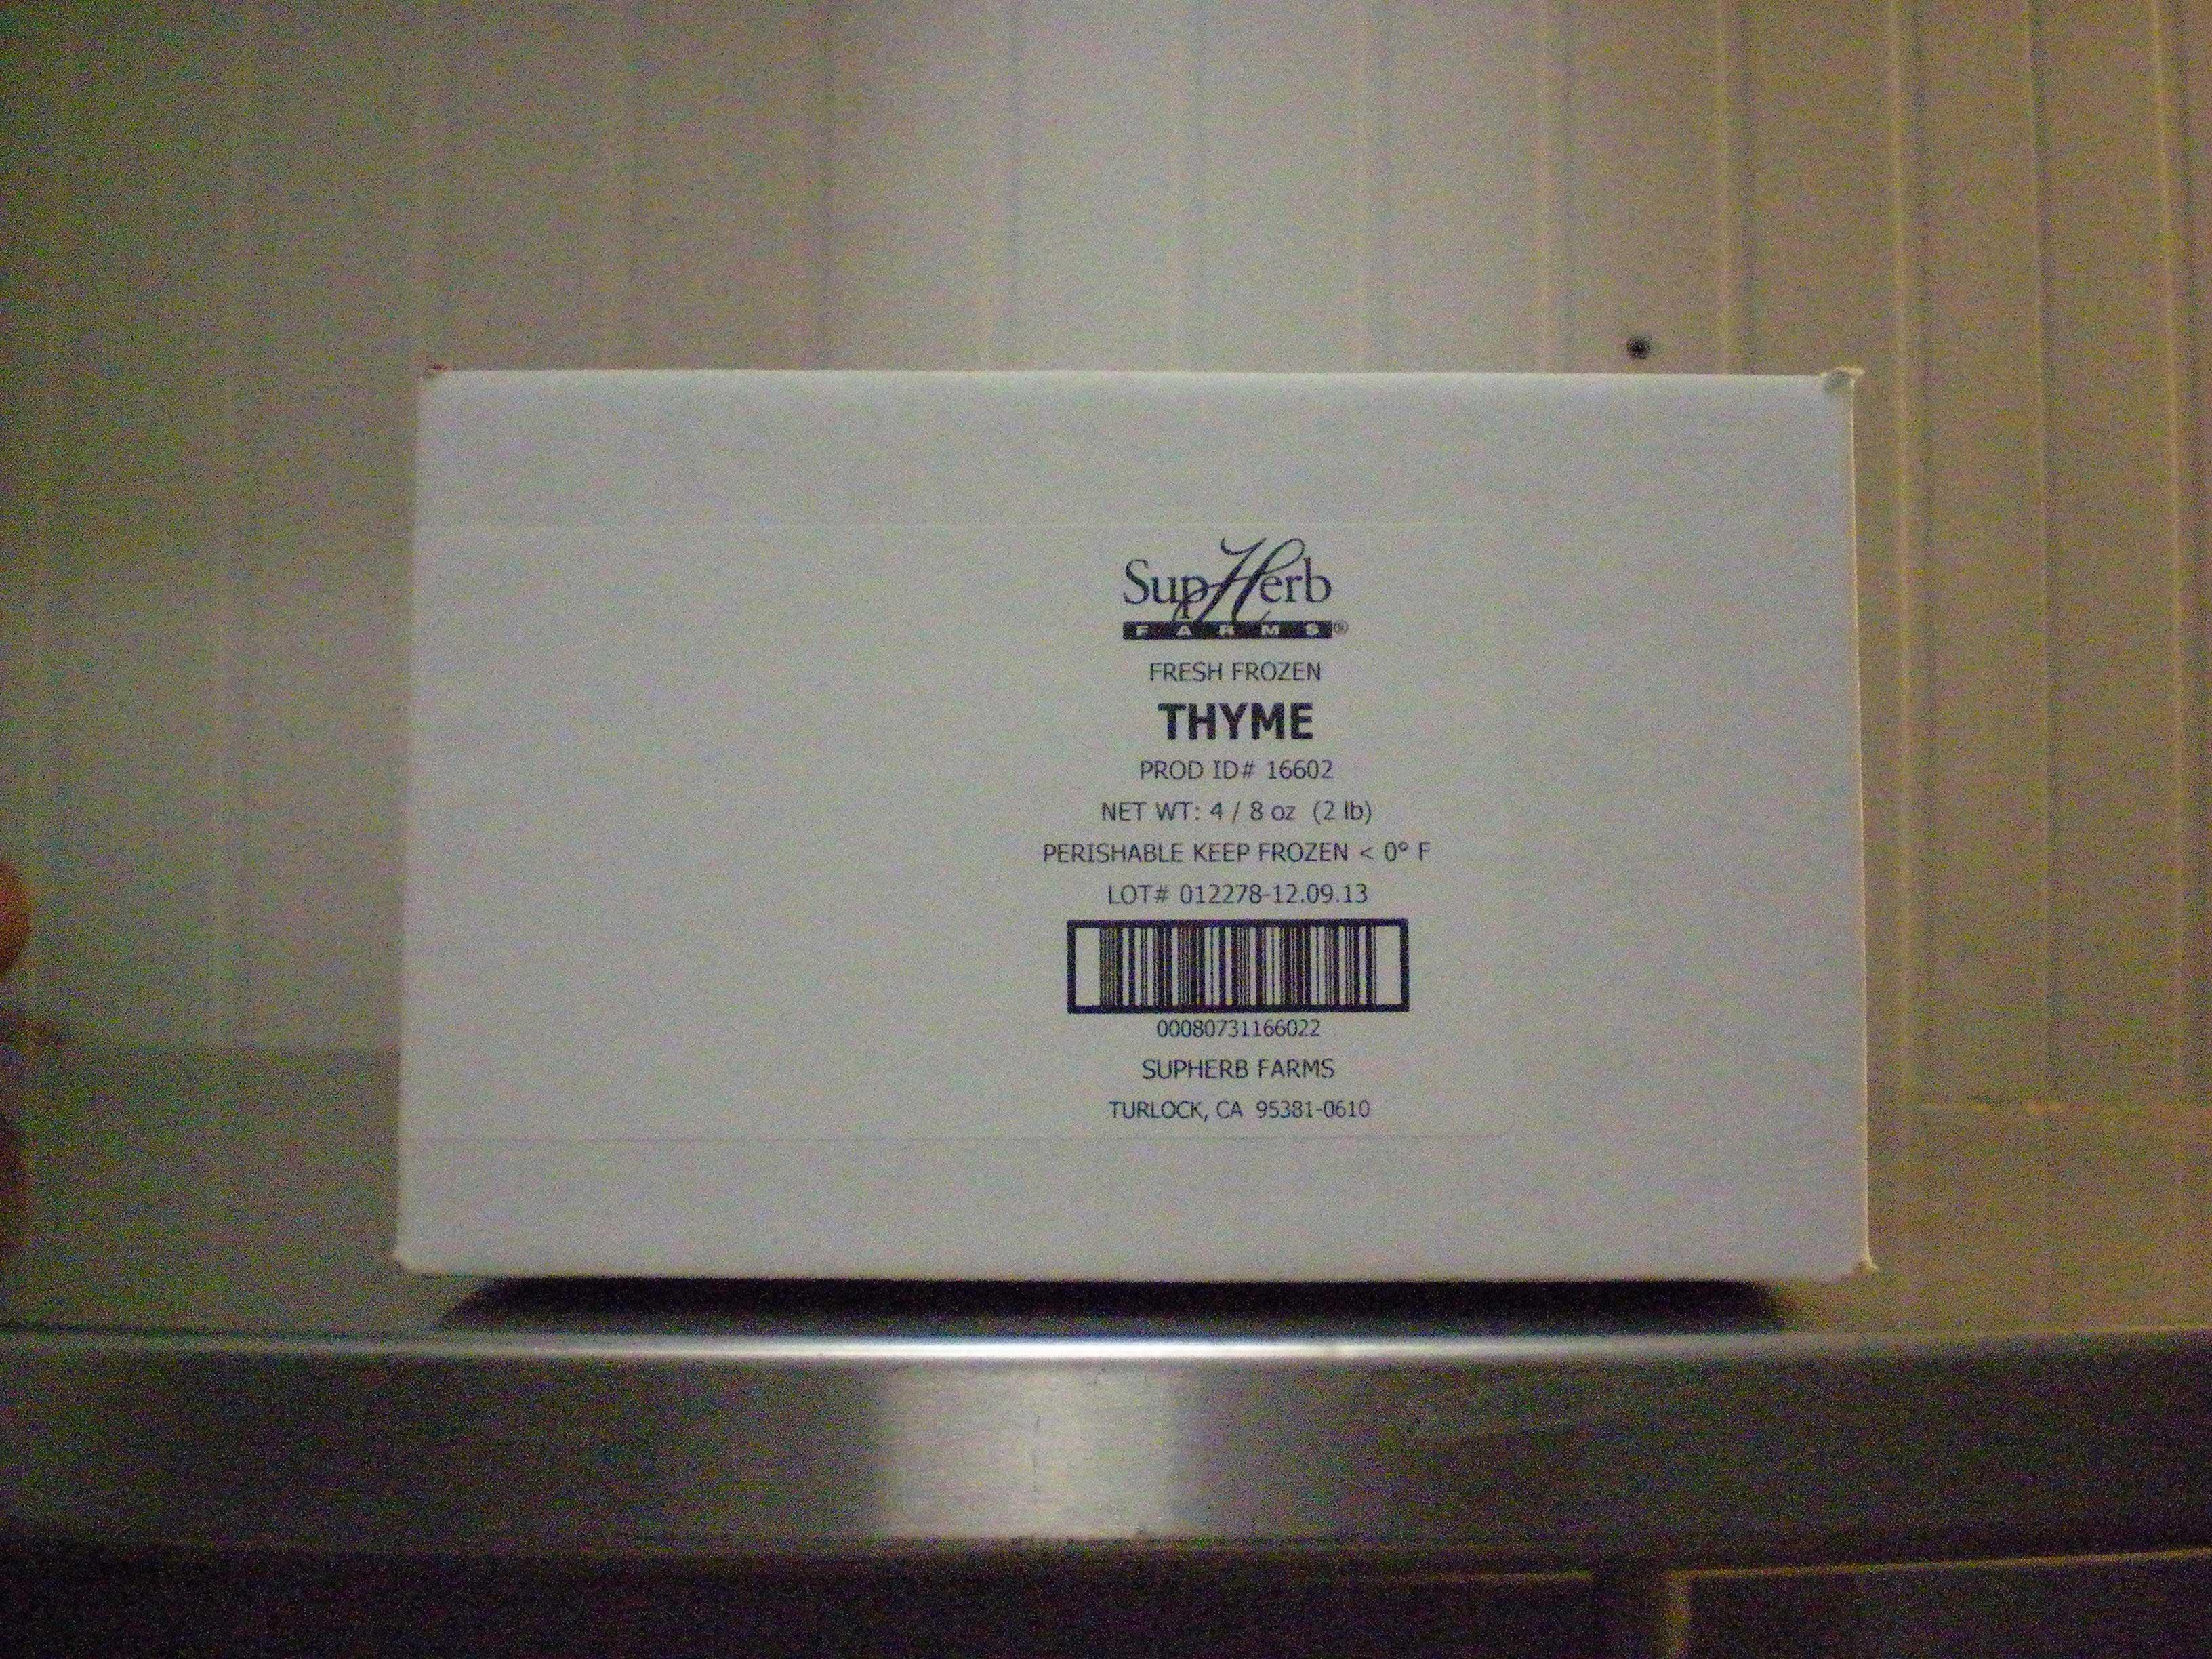 SupHerb
FARMS®
FRESH FROZEN
THYME
PROD ID# 16602
NET WT: 4 / 8 oz (2 lb)
PERISHABLE KEEP FROZEN < 0° F
LOT# 012278-12.09.13
00080731166022
SUPHERB FARMS
TURLOCK, CA 95381-0610